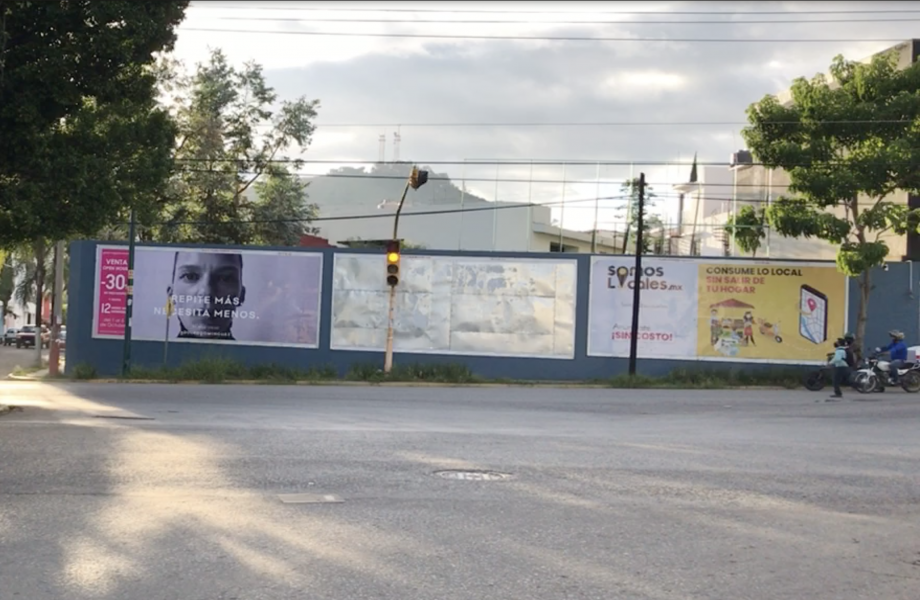 VENTA
-30
12
REPITE MÁS.
NECESITA MENOS.
SOMOS
LOCALES.mx
¡SIN COSTO!
CONSUME LO LOCAL
SIN SALIR DE
TU HOGAR